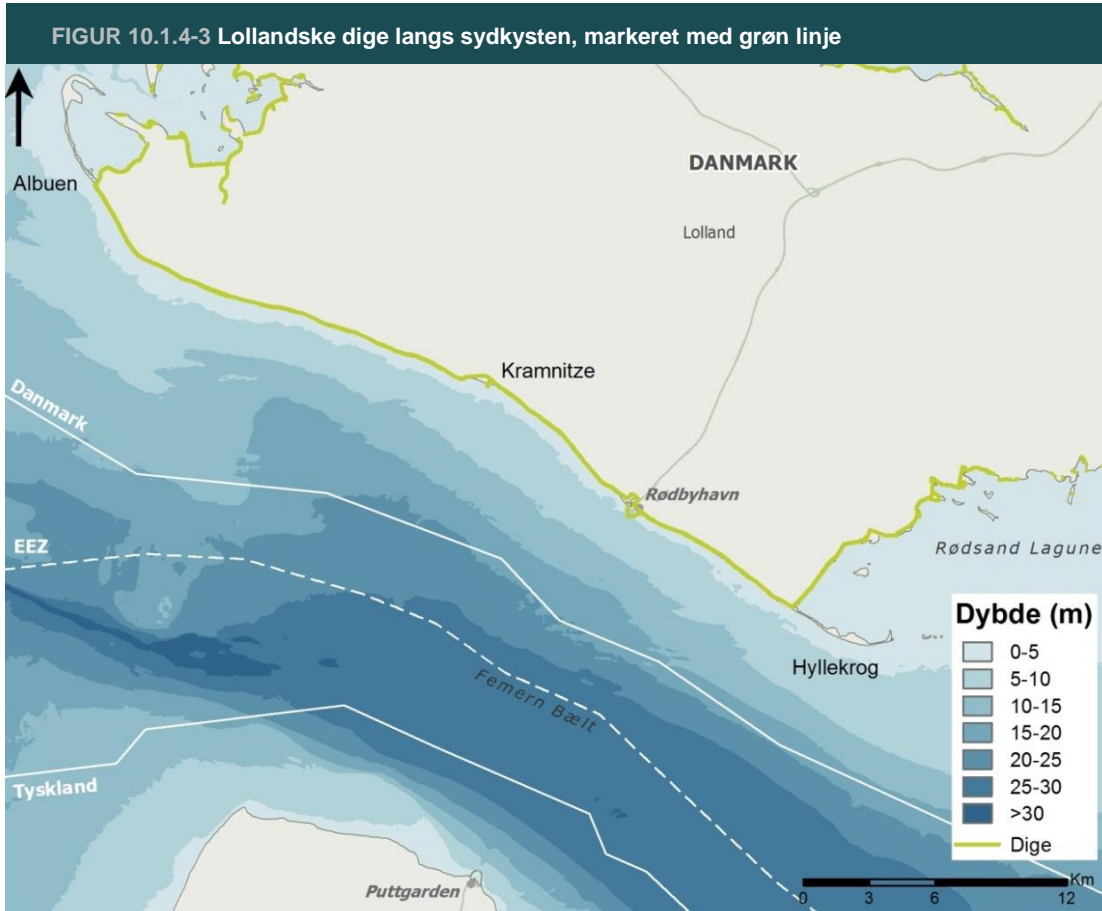 FIGUR 10.1.4-3 Lollandske dige langs sydkysten, markeret med grøn linje
DANMARK
Albuen
Lolland
Kramnitze
Danmark
Rødbyhavn
EEZ
Rødsand Lagune
Dybde (m)
0-5
Hyllekrog
5-10
Femern Bælt
10-15
15-20
20-25
25-30
Tyskland
>30
Dige
Puttgarden
Km
0 3 6 12